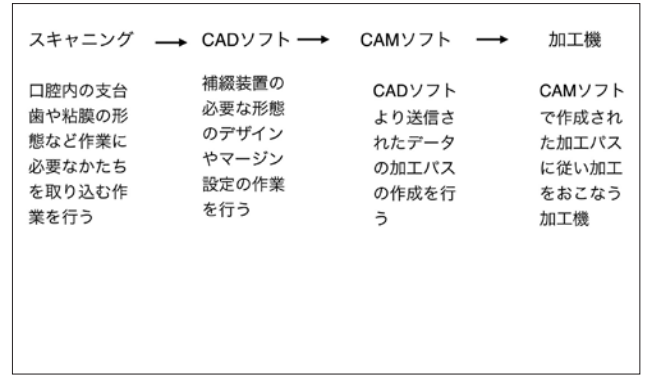 スキャニング → CADソフト → CAMソフト → 加工機
口腔内の支台
歯や粘膜の形
態など作業に
必要なかたち
を取り込む作
業を行う
補綴装置の
必要な形態
のデザイン
やマージン
設定の作業
を行う
CADソフト
より送信さ
れたデータ
の加工パス
の作成を行
う
CAMソフト
で作成され
た加工パス
に従い加工
をおこなう
加工機